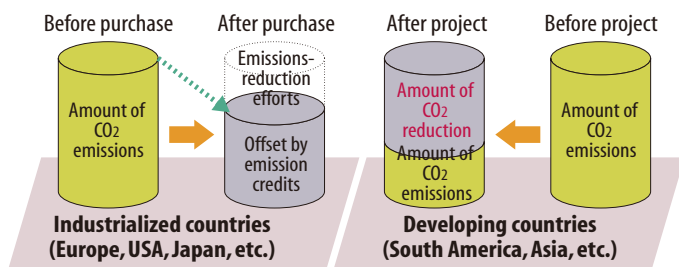 Before purchase
After purchase
After project
Before project
Amount of
CO2
emissions
Emissions-
reduction
efforts
Offset by
emission
credits
Amount of
CO2
reduction
Amount of
CO2
emissions
Amount of
CO2
emissions
Industrialized countries
(Europe, USA, Japan, etc.)
Developing countries
(South America, Asia, etc.)